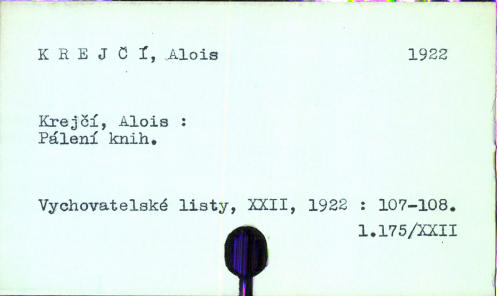 K R E J Č Í, Alois 1922
Krejčí, Alois :
Pálení knih.
Vychovatelské listy, XXII, 1922 : 107-108.
1.175/XXII